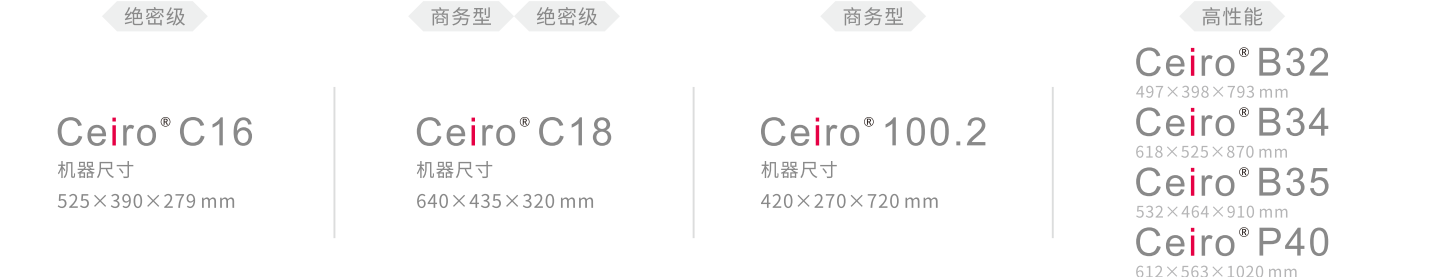 绝密级
商务型 绝密级
商务型
高性能
Ceiro® C16
机器尺寸
525×390×279 mm
Ceiro® C18
机器尺寸
640×435×320 mm
Ceiro® 100.2
机器尺寸
420×270×720 mm
Ceiro® B32
497×398×793 mm
Ceiro® B34
618×525×870 mm
Ceiro® B35
532×464×910 mm
Ceiro® P40
612×563×1020 mm